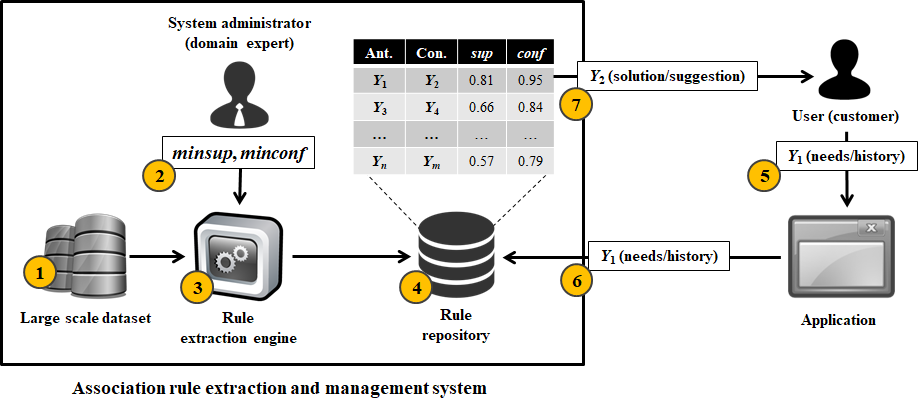 System administrator
(domain expert)
Ant. Con. sup conf
Y1 Y2 0.81 0.95
Y3 Y4 0.66 0.84
... ... ... ...
Yn Ym 0.57 0.79
Y2 (solution/suggestion)
7
User (customer)
minsup, minconf
2
Y1 (needs/history)
5
1
Large scale dataset
3
Rule
extraction engine
4
Rule
repository
Y1 (needs/history)
6
Application
Association rule extraction and management system